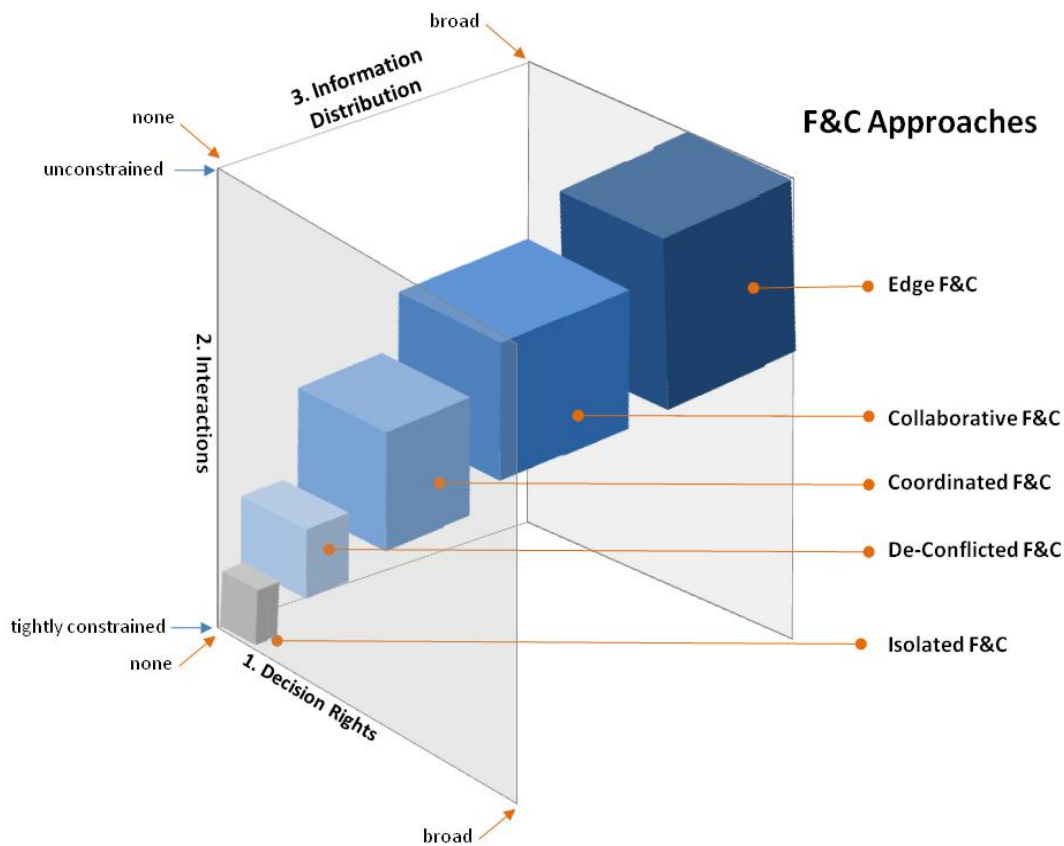 broad
3. Information
Distribution
none
unconstrained
F&C Approaches
2. Interactions
Edge F&C
Collaborative F&C
Coordinated F&C
De-Conflicted F&C
Isolated F&C
tightly constrained
none
1. Decision Rights
broad